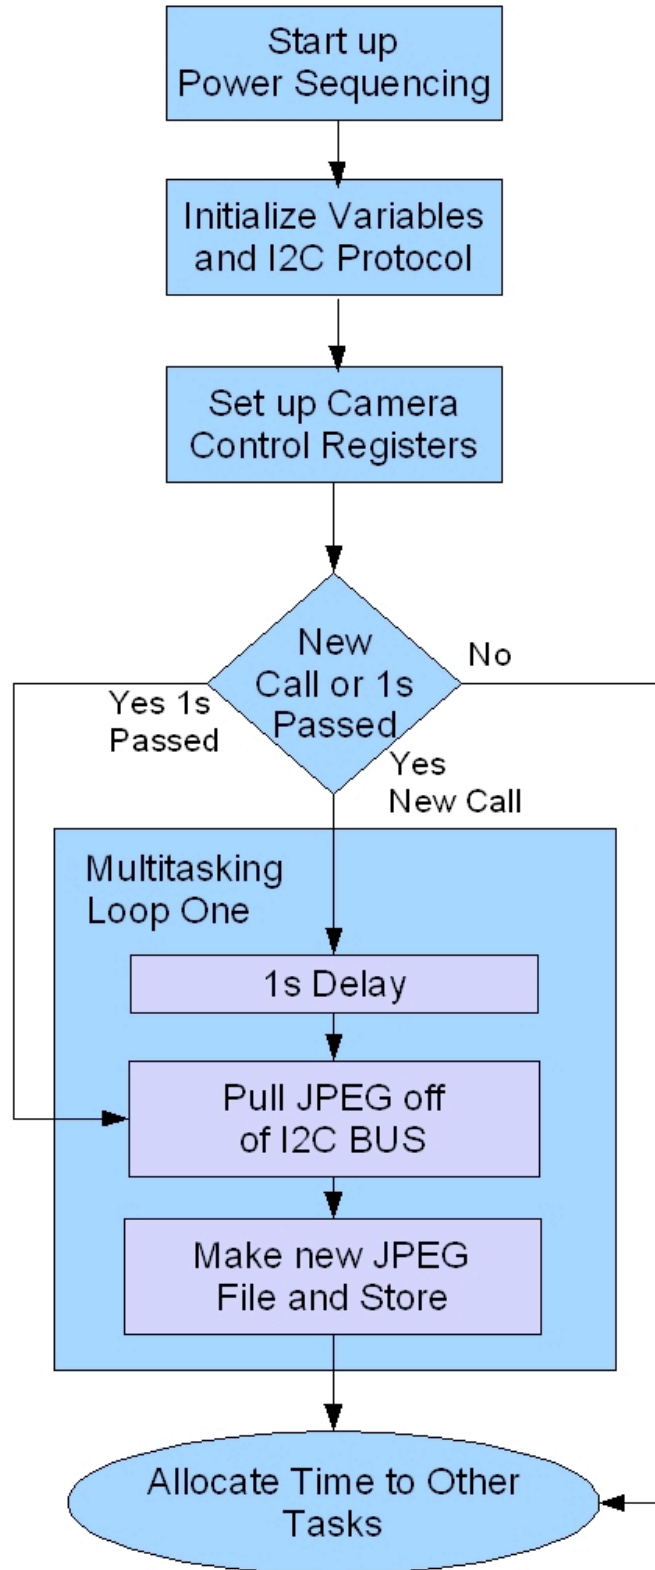 Start up
Power Sequencing
Initialize Variables
and I2C Protocol
Set up Camera
Control Registers
New
Call or 1s
Passed
No
Yes 1s
Passed
Yes
New Call
Multitasking
Loop One
1s Delay
Pull JPEG off
of I2C BUS
Make new JPEG
File and Store
Allocate Time to Other
Tasks